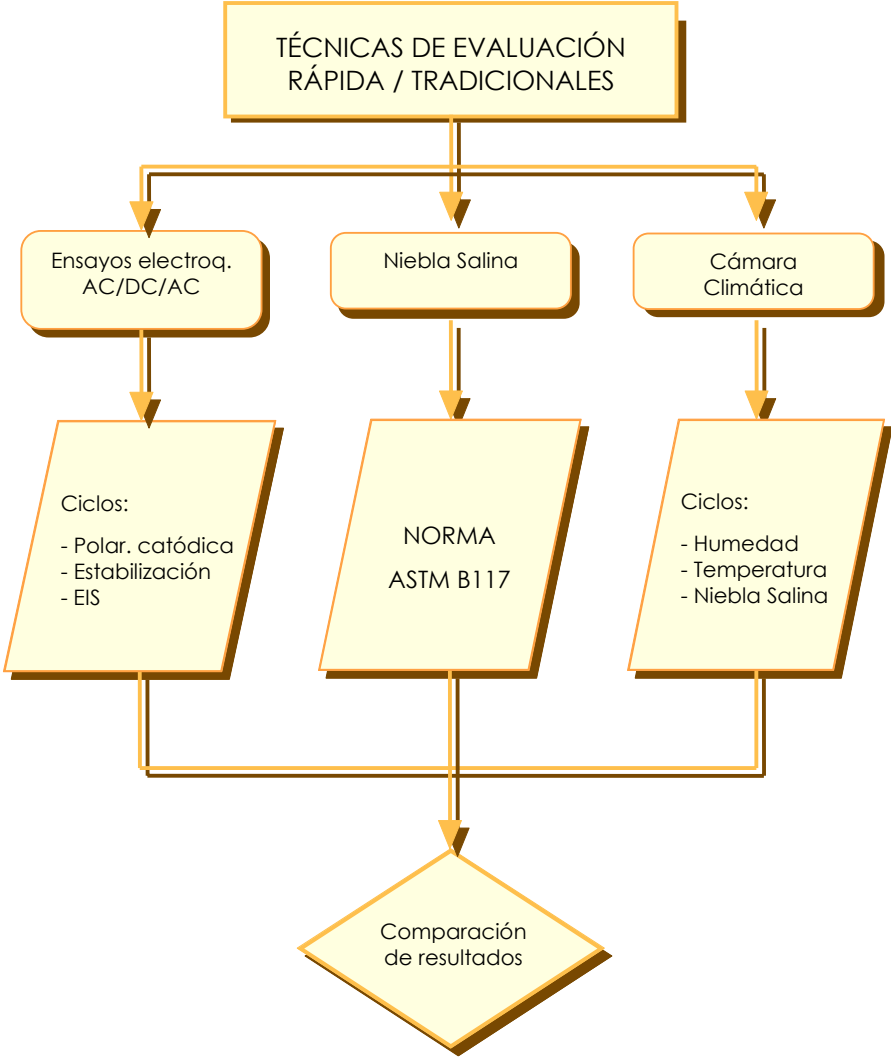 TÉCNICAS DE EVALUACIÓN
RÁPIDA / TRADICIONALES
Ensayos electroq.
AC/DC/AC
Niebla Salina
Cámara
Climática
Ciclos:
- Polar. catódica
- Estabilización
- EIS
NORMA
ASTM B117
Ciclos:
- Humedad
- Temperatura
- Niebla Salina
Comparación
de resultados